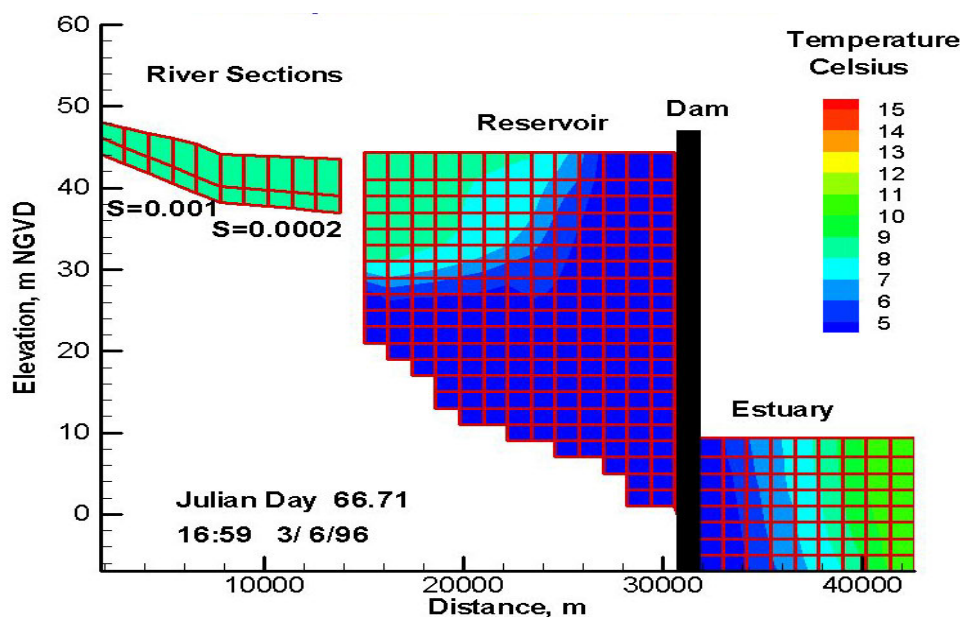 60
50
40
30
20
10
0
Elevation, m NGVD
River Sections
S=0.001
S=0.0002
Reservoir
Dam
Estuary
Temperature
Celsius
15
14
13
12
11
10
9
8
7
6
5
Julian Day 66.71
16:59 3/ 6/96
10000 20000 30000 40000
Distance, m